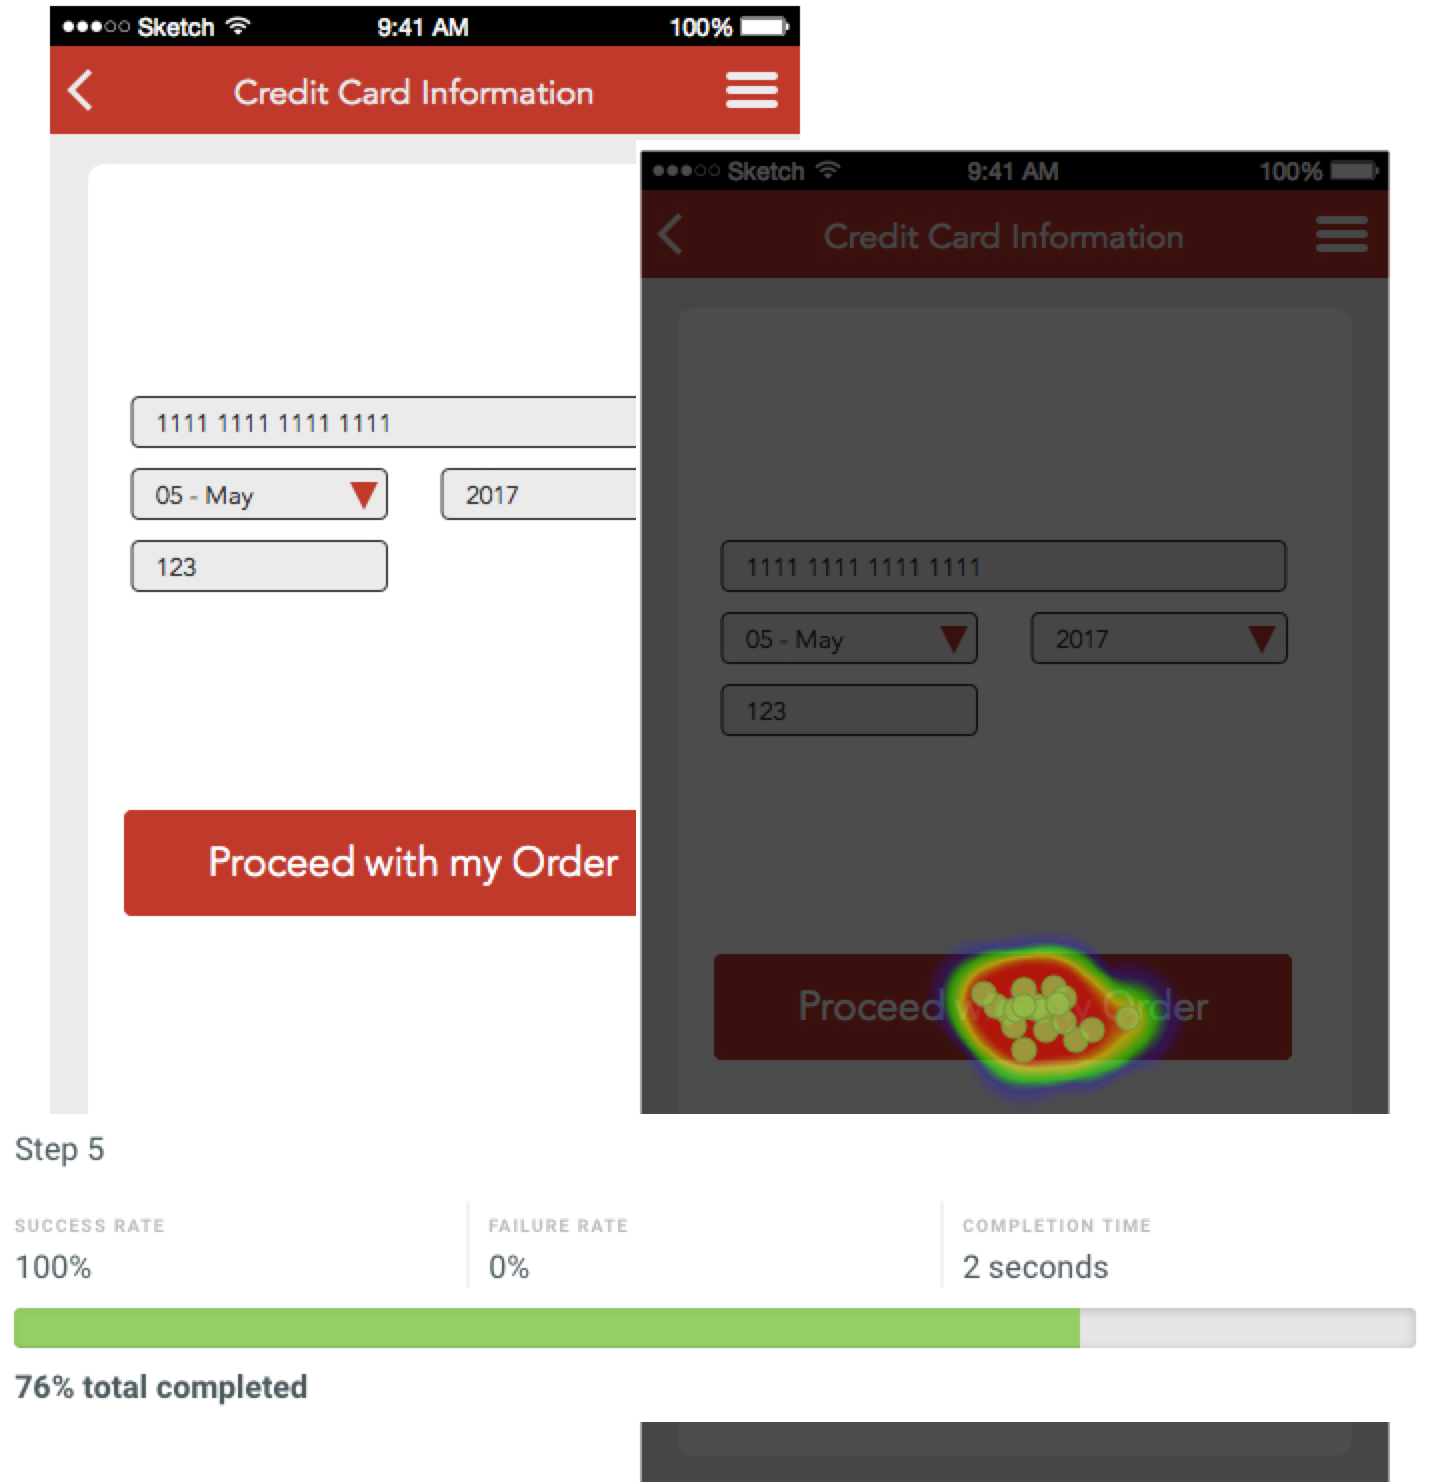 Sketch 9:41 AM 100%
Credit Card Information
1111 1111 1111 1111
05 - May 2017
123
Proceed with my Order
Sketch 9:41 AM 100%
Credit Card Information
1111 1111 1111 1111
05 - May 2017
123
Proceed my Order
Step 5
SUCCESS RATE FAILURE RATE COMPLETION TIME
100% 0% 2 seconds
76% total completed